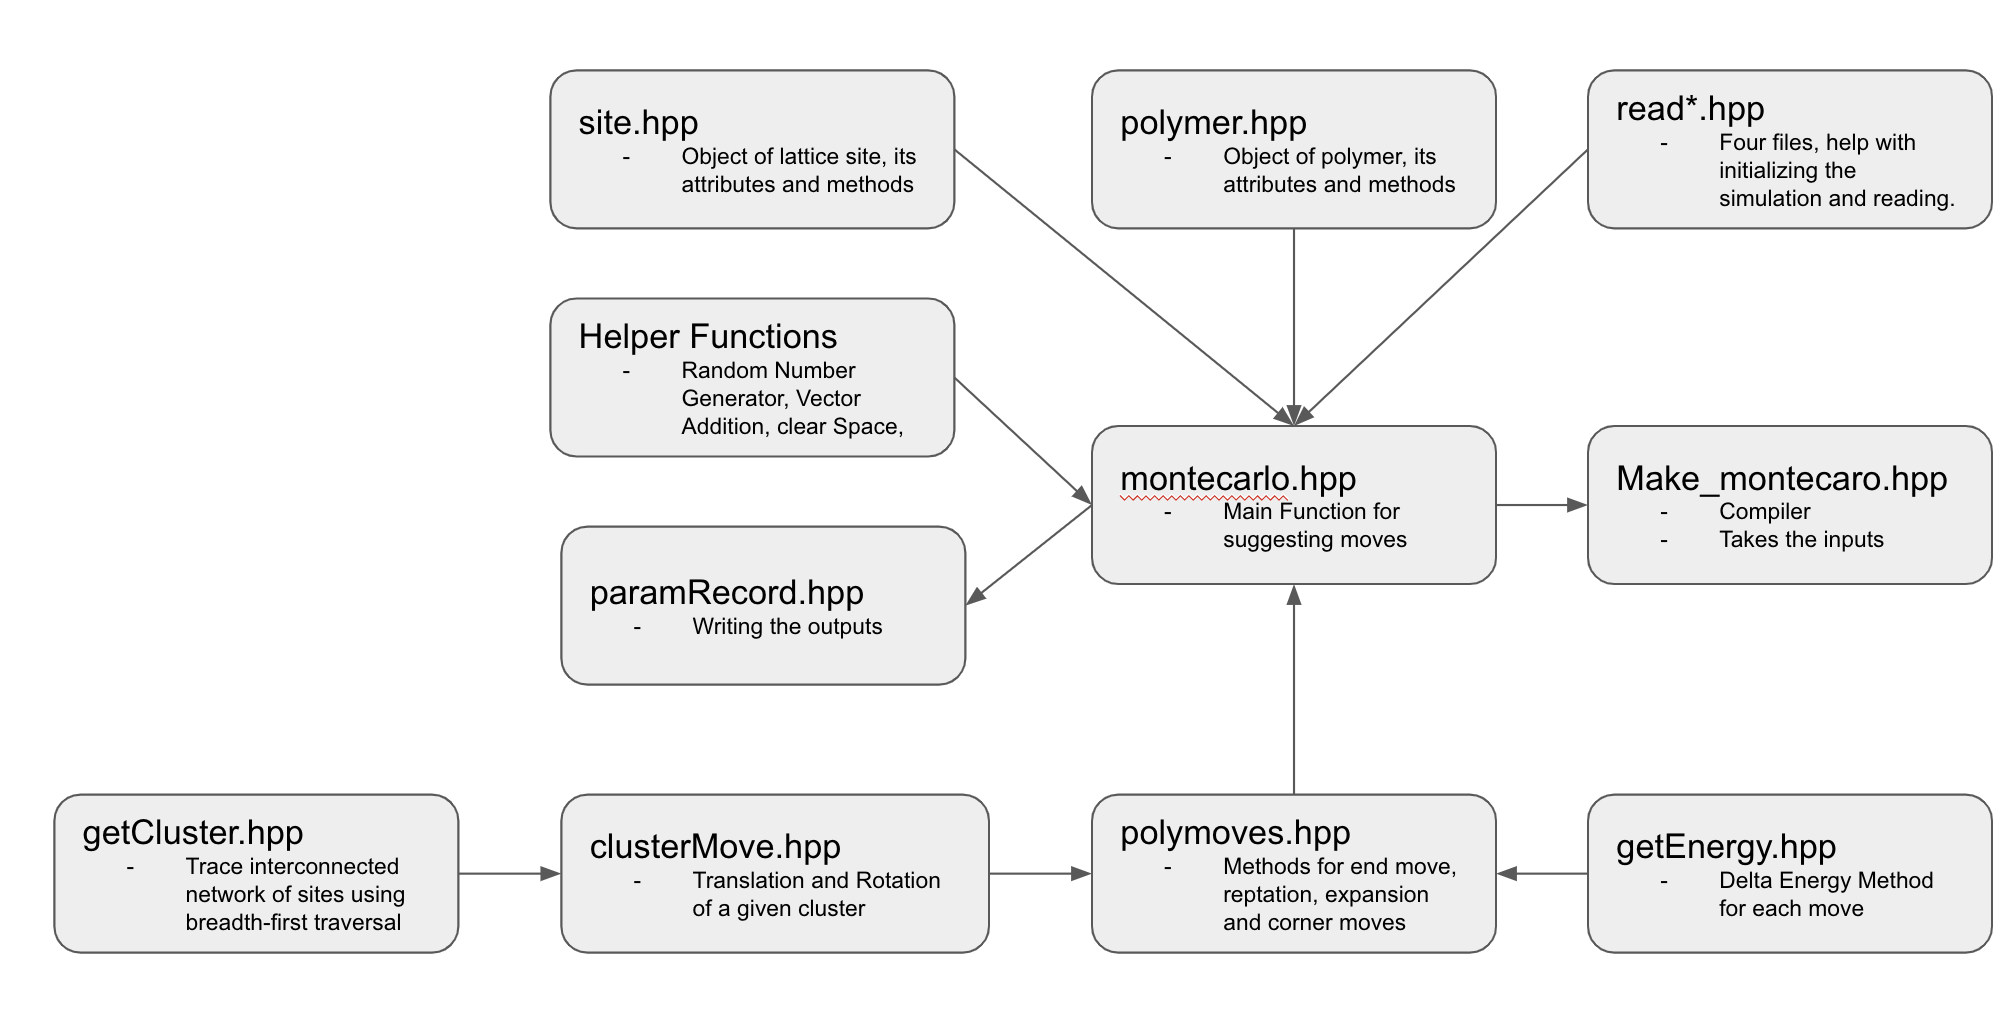 site.hpp
- Object of lattice site, its
attributes and methods
polymer.hpp
- Object of polymer, its
attributes and methods
read*.hpp
- Four files, help with
initializing the
simulation and reading.
Helper Functions
- Random Number
Generator, Vector
Addition, clear Space,
montecarlo.hpp
- Main Function for
suggesting moves
Make_montecaro.hpp
- Compiler
- Takes the inputs
paramRecord.hpp
- Writing the outputs
getCluster.hpp
- Trace interconnected
network of sites using
breadth-first traversal
clusterMove.hpp
- Translation and Rotation
of a given cluster
polymoves.hpp
- Methods for end move,
reptation, expansion
and corner moves
getEnergy.hpp
- Delta Energy Method
for each move